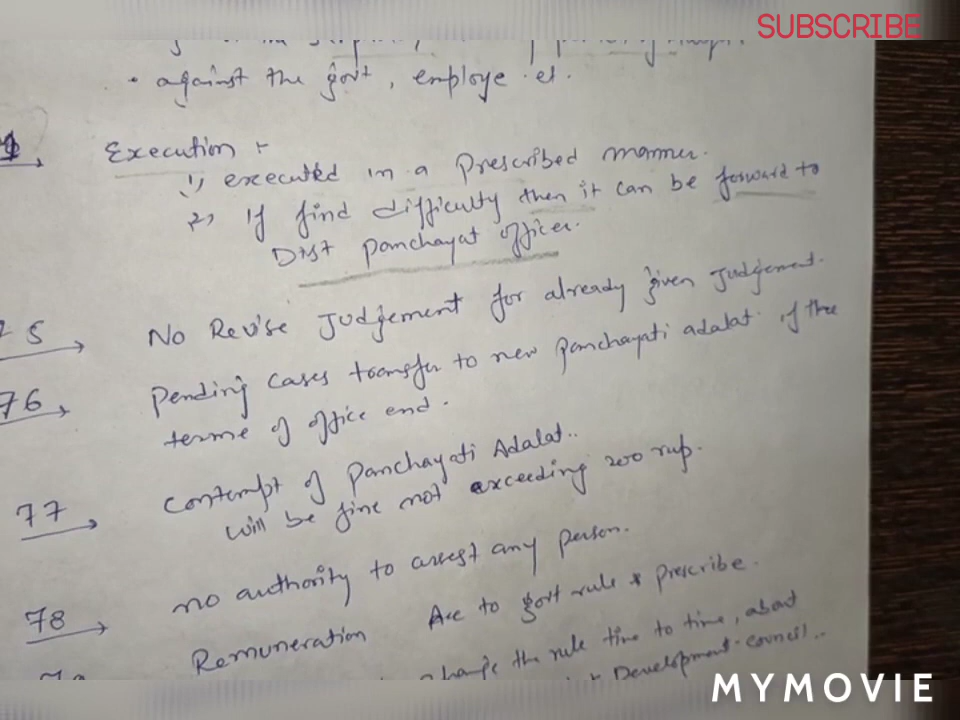 SUBSCRIBE
against the govt, employe et.
Execution :-
1) executed in a prescribed manner.
2) If find difficulty then it can be forward to
Dist panchayat officer.
75 No Revise Judgement for already given Judgement.
76 Pending cases transfer to new panchayati adalat if the
terme of office end.
77 Contempt of Panchayati Adalat..
will be fine not exceeding 200 rup.
78 no authority to arrest any person.
Remuneration Acc to govt rule & prescribe.
change the rule time to time, about
Development council..
MYMOVIE